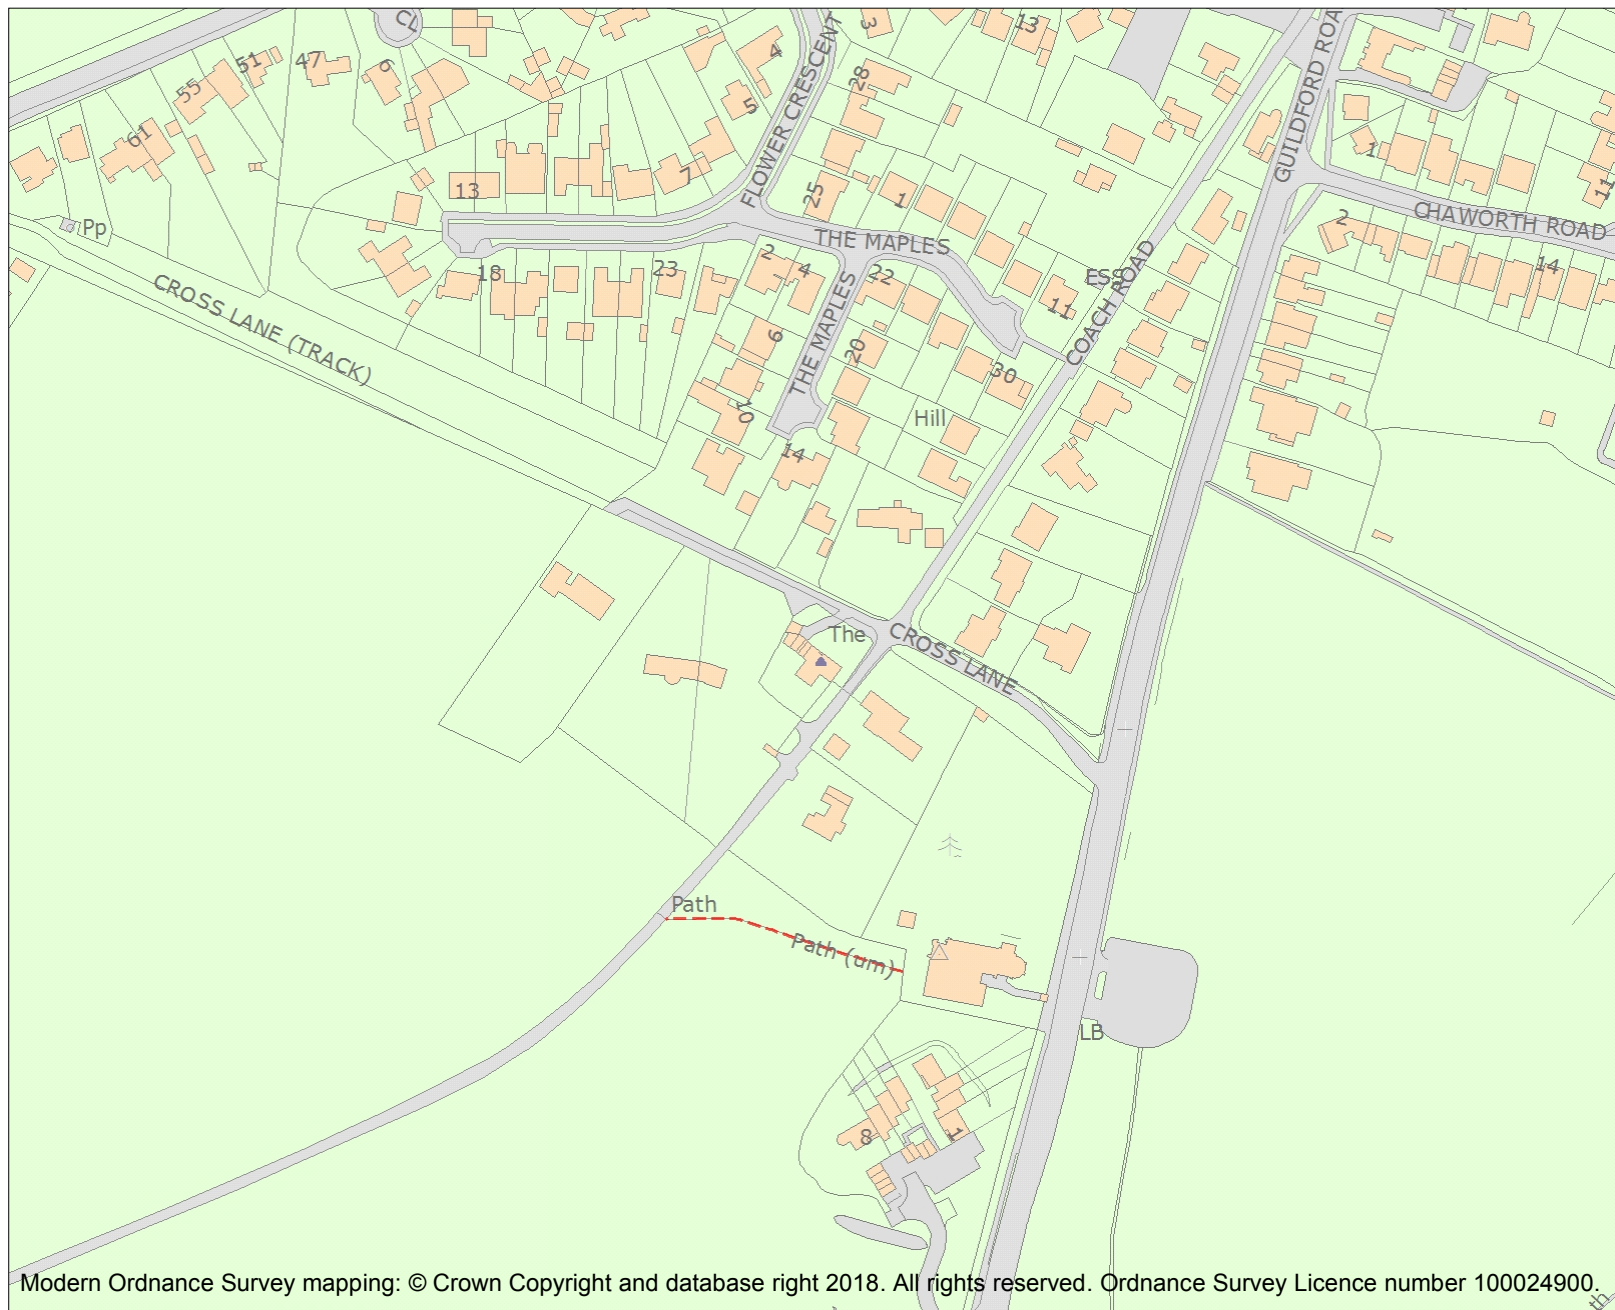 CL
3
13
4
47
51
55
6
28
GUILDFORD ROA
5
61
FLOWER CRESCENT
1
7
13
25
1
11
2
CHAWORTH ROAD
Pp
THE MAPLES
2
4
22
23
18
ESS
14
CROSS LANE (TRACK)
11
COACH ROAD
6
THE MAPLES
20
30
10
Hill
14
The
CROSS LANE
Path
Path (um)
LB
8
1
Modern Ordnance Survey mapping: © Crown Copyright and database right 2018. All rights reserved. Ordnance Survey Licence number 100024900.
th